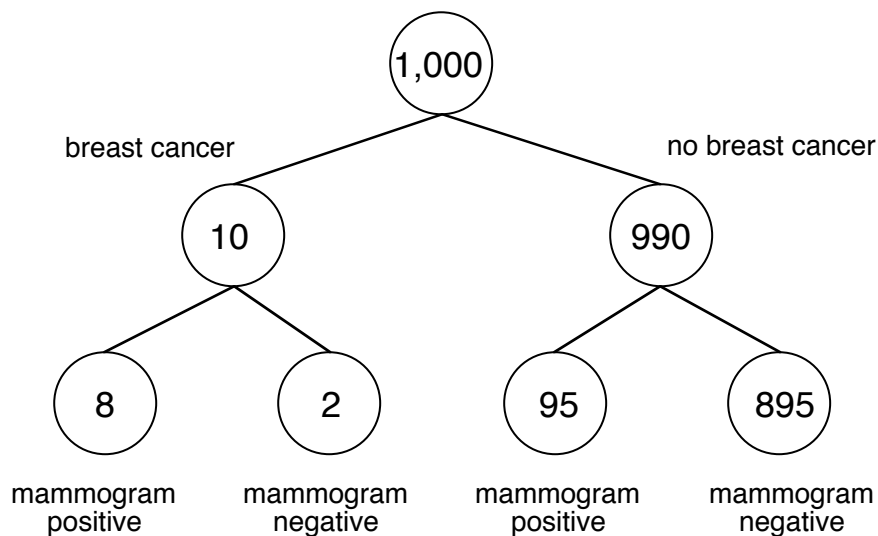 1,000
breast cancer
no breast cancer
10
990
8
2
95
895
mammogram
positive
mammogram
negative
mammogram
positive
mammogram
negative